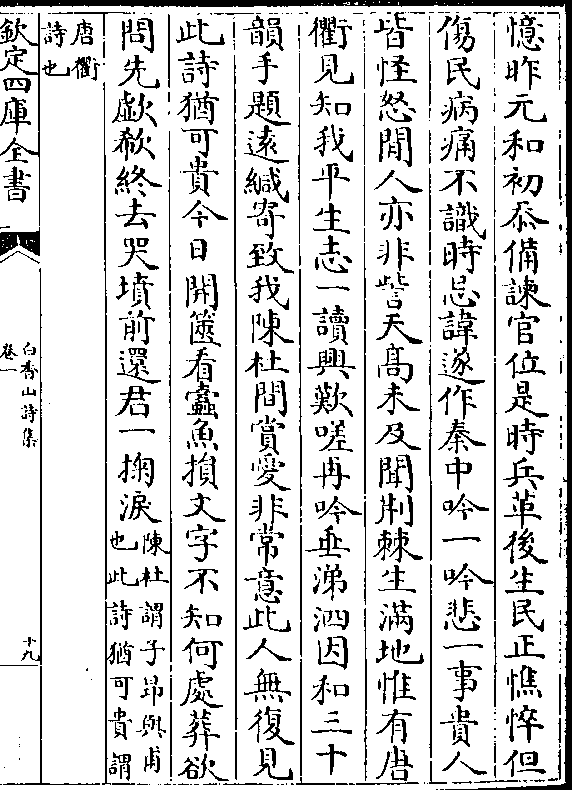 憶昨元和初忝備諫官位是時兵革後生民正憔悴但
傷民病痛不識時忌諱遂作秦中吟一吟悲一事貴人
皆怪怒閒人亦非訾天髙未及聞荆棘生滿地惟有唐
衢見知我平生志一讀興歎嗟再吟垂涕泗因和三十
韻手題遠緘寄致我陳杜間賞愛非常意此人無復見
此詩猶可貴今日開篋看蠹魚損文字不知何處葬欲
問先歔欷終去哭墳前還君一掬淚陳杜謂子昻與甫
也此詩猶可貴謂
唐衢
詩也
欽定四庫全書
白香山詩集
卷一
十九